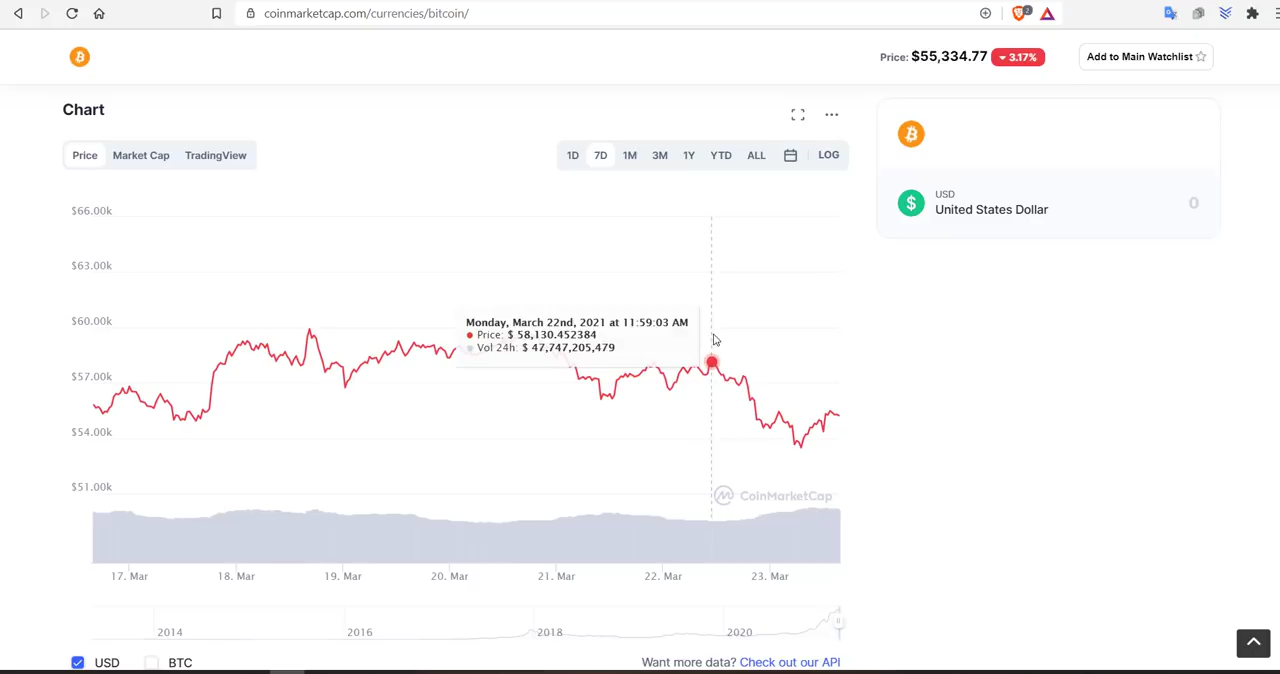 coinmarketcap.com/currencies/bitcoin/
2
Price: $55,334.77 3.17% Add to Main Watchlist
Chart
Price Market Cap TradingView
1D 7D 1M 3M 1Y YTD ALL LOG
USD
United States Dollar
0
$66.00k
$63.00k
$60.00k
$57.00k
$54.00k
$51.00k
Monday, March 22nd, 2021 at 11:59:03 AM
Price: $ 58,130.452384
Vol 24h: $ 47,747,205,479
CoinMarketCap
17. Mar 18. Mar 19. Mar 20. Mar 21. Mar 22. Mar 23. Mar
2014 2016 2018 2020
USD BTC
Want more data? Check out our API